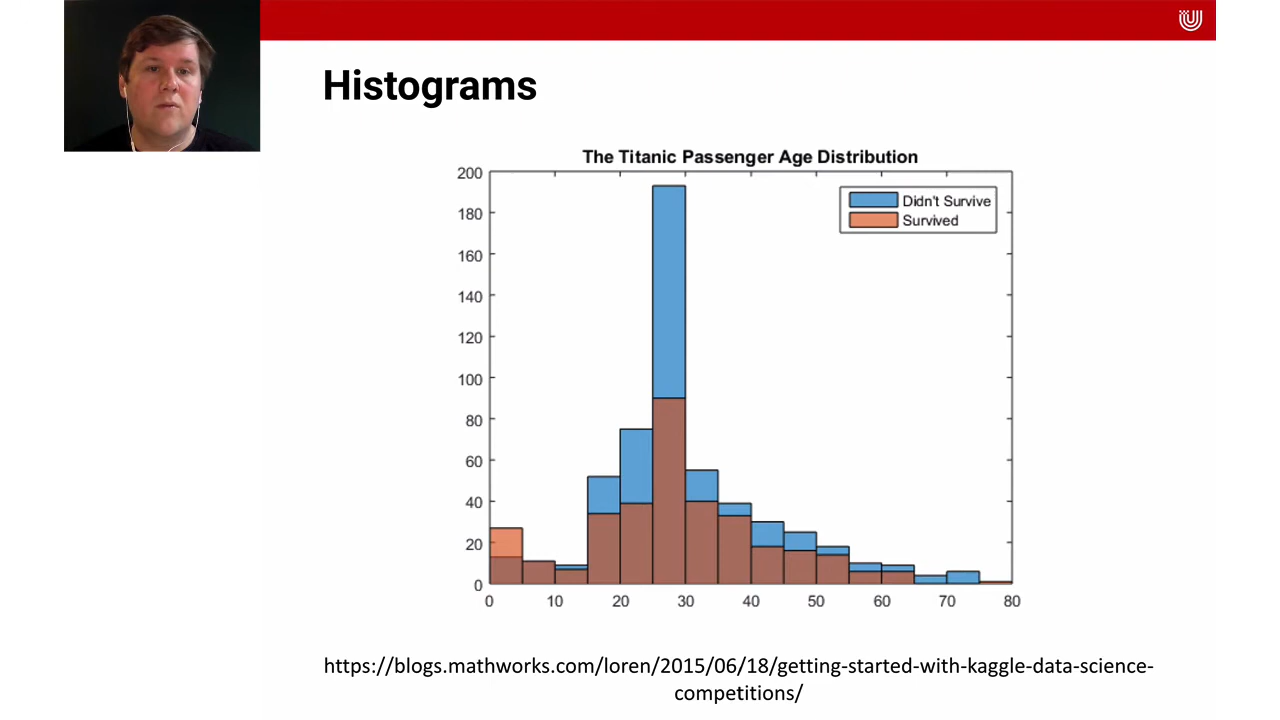 Histograms
The Titanic Passenger Age Distribution
200
180
160
140
120
100
80
60
40
20
0
Didn't Survive
Survived
0 10 20 30 40 50 60 70 80
https://blogs.mathworks.com/loren/2015/06/18/getting-started-with-kaggle-data-science-
competitions/